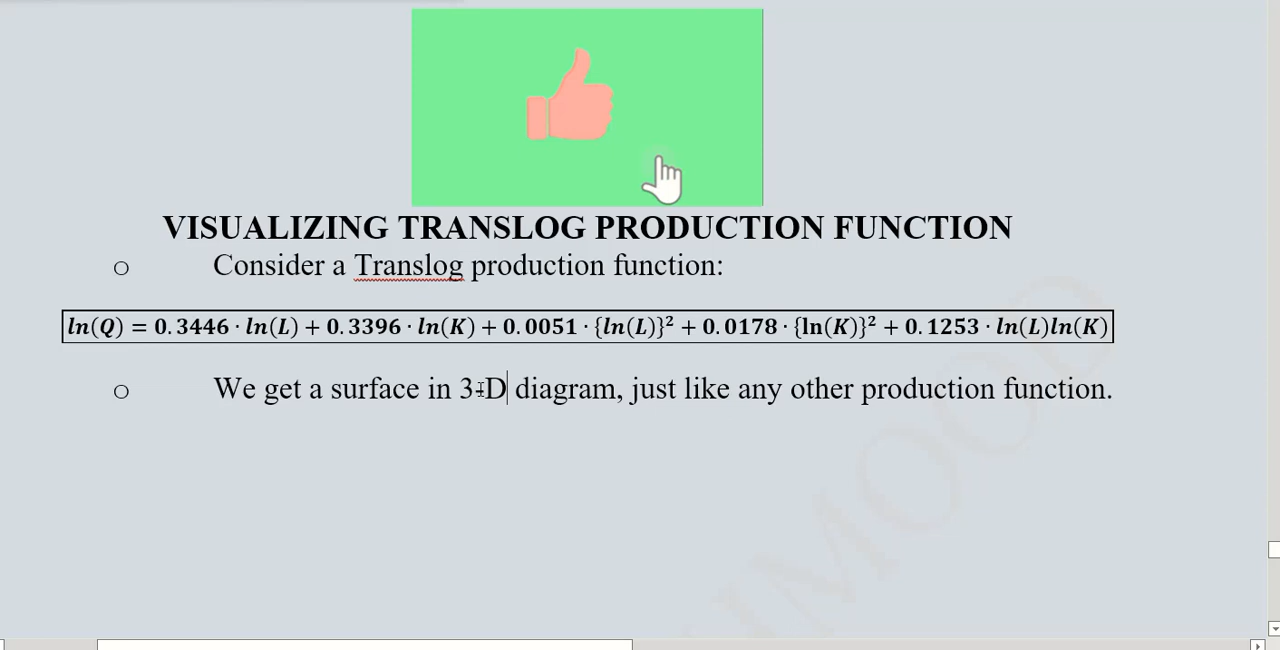 VISUALIZING TRANSLOG PRODUCTION FUNCTION
o Consider a Translog production function:
ln(Q) = 0.3446 · ln(L) + 0.3396 · ln(K) + 0.0051 · {ln(L)}² + 0.0178 · {ln(K)}² + 0.1253 · ln(L)ln(K)
o We get a surface in 3-D diagram, just like any other production function.